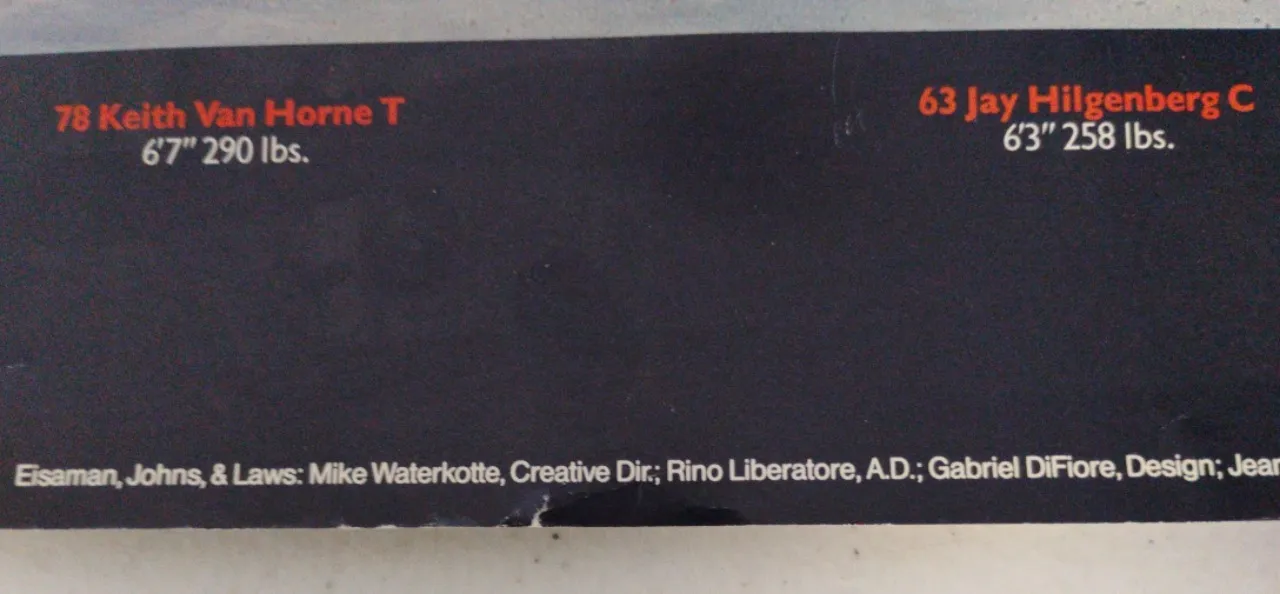 78 Keith Van Horne T
6'7" 290 lbs.
63 Jay Hilgenberg C
6'3" 258 lbs.
Eisaman, Johns, & Laws: Mike Waterkotte, Creative Dir.; Rino Liberatore, A.D.; Gabriel DiFiore, Design; Jean